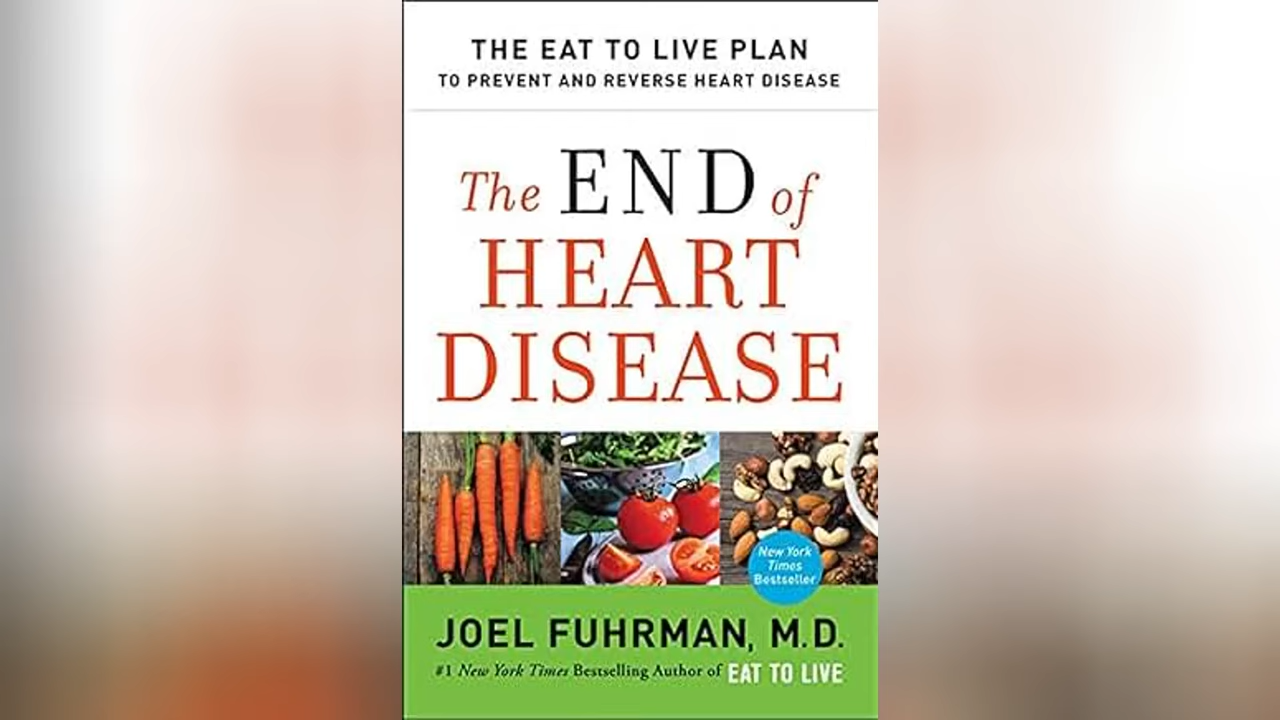 THE EAT TO LIVE PLAN
TO PREVENT AND REVERSE HEART DISEASE
The END of
HEART
DISEASE
New York
Times
Bestseller
JOEL FUHRMAN, M.D.
#1 New York Times Bestselling Author of EAT TO LIVE